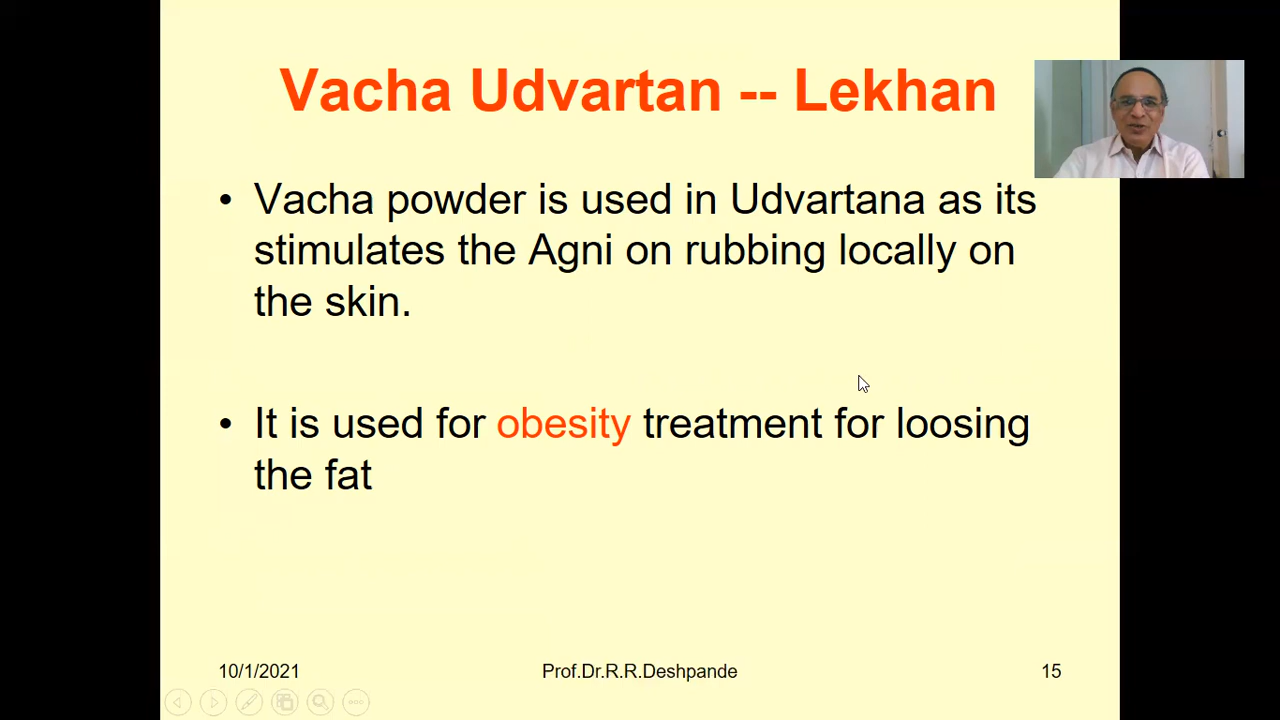 Vacha Udvartan -- Lekhan
• Vacha powder is used in Udvartana as its
stimulates the Agni on rubbing locally on
the skin.
• It is used for obesity treatment for loosing
the fat
10/1/2021
Prof.Dr.R.R.Deshpande
15